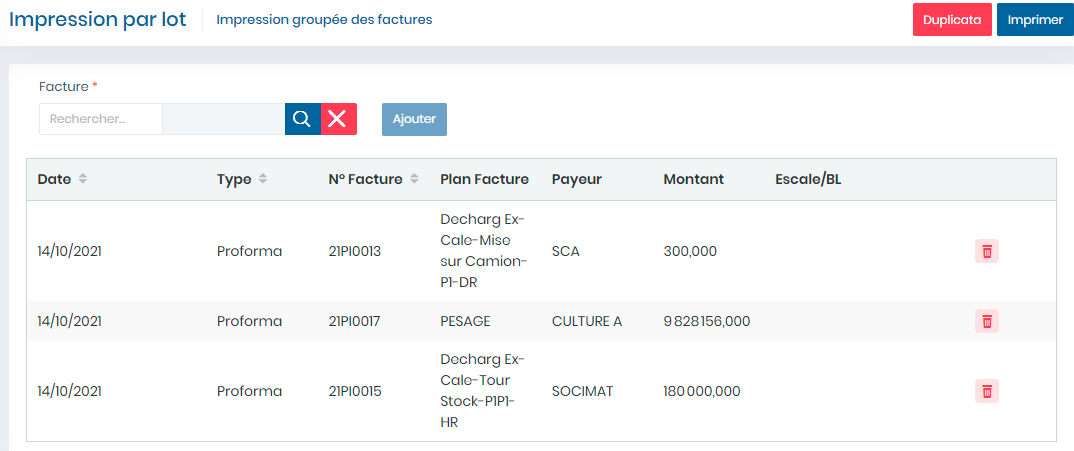 Impression par lot Impression groupée des factures Duplicata Imprimer
Facture *
Rechercher... Ajouter
Date Type N° Facture Plan Facture Payeur Montant Escale/BL
Decharg Ex-
Cale-Mise
14/10/2021 Proforma 21PI0013 sur Camion- SCA 300,000
P1-DR
14/10/2021 Proforma 21PI0017 PESAGE CULTURE A 9 828 156,000
Decharg Ex-
Cale-Tour
14/10/2021 Proforma 21PI0015 Stock-P1P1- SOCIMAT 180 000,000
HR